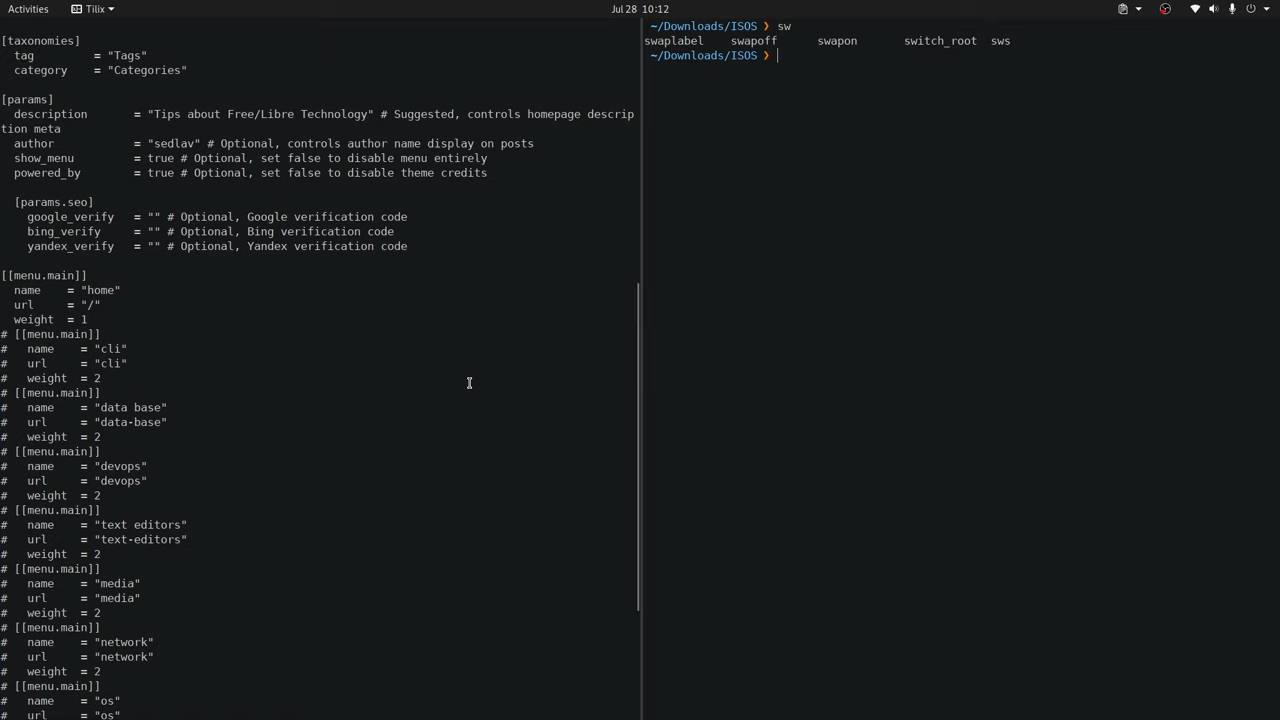 Activities Tilix Jul 28 10:12
[taxonomies]
  tag         = "Tags"
  category    = "Categories"
[params]
  description       = "Tips about Free/Libre Technology" # Suggested, controls homepage descrip
tion meta
  author            = "sedlav" # Optional, controls author name display on posts
  show_menu         = true # Optional, set false to disable menu entirely
  powered_by        = true # Optional, set false to disable theme credits
  [params.seo]
    google_verify   = "" # Optional, Google verification code
    bing_verify     = "" # Optional, Bing verification code
    yandex_verify   = "" # Optional, Yandex verification code
[[menu.main]]
  name    = "home"
  url     = "/"
  weight  = 1
# [[menu.main]]
#   name    = "cli"
#   url     = "cli"
#   weight  = 2
# [[menu.main]]
#   name    = "data base"
#   url     = "data-base"
#   weight  = 2
# [[menu.main]]
#   name    = "devops"
#   url     = "devops"
#   weight  = 2
# [[menu.main]]
#   name    = "text editors"
#   url     = "text-editors"
#   weight  = 2
# [[menu.main]]
#   name    = "media"
#   url     = "media"
#   weight  = 2
# [[menu.main]]
#   name    = "network"
#   url     = "network"
#   weight  = 2
# [[menu.main]]
#   name    = "os"
#   url     = "os"
~/Downloads/ISOS ❯ sw
swaplabel    swapoff      swapon       switch_root  sws
~/Downloads/ISOS ❯